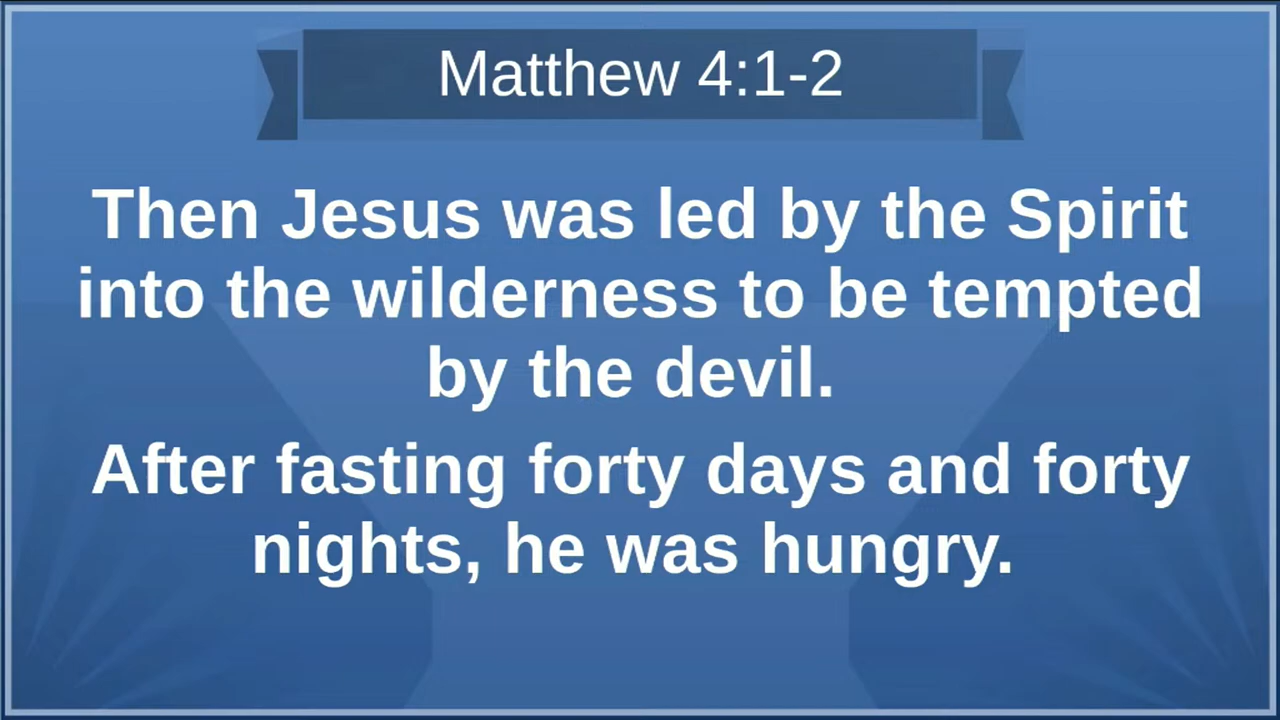 Matthew 4:1-2
Then Jesus was led by the Spirit
into the wilderness to be tempted
by the devil.
After fasting forty days and forty
nights, he was hungry.